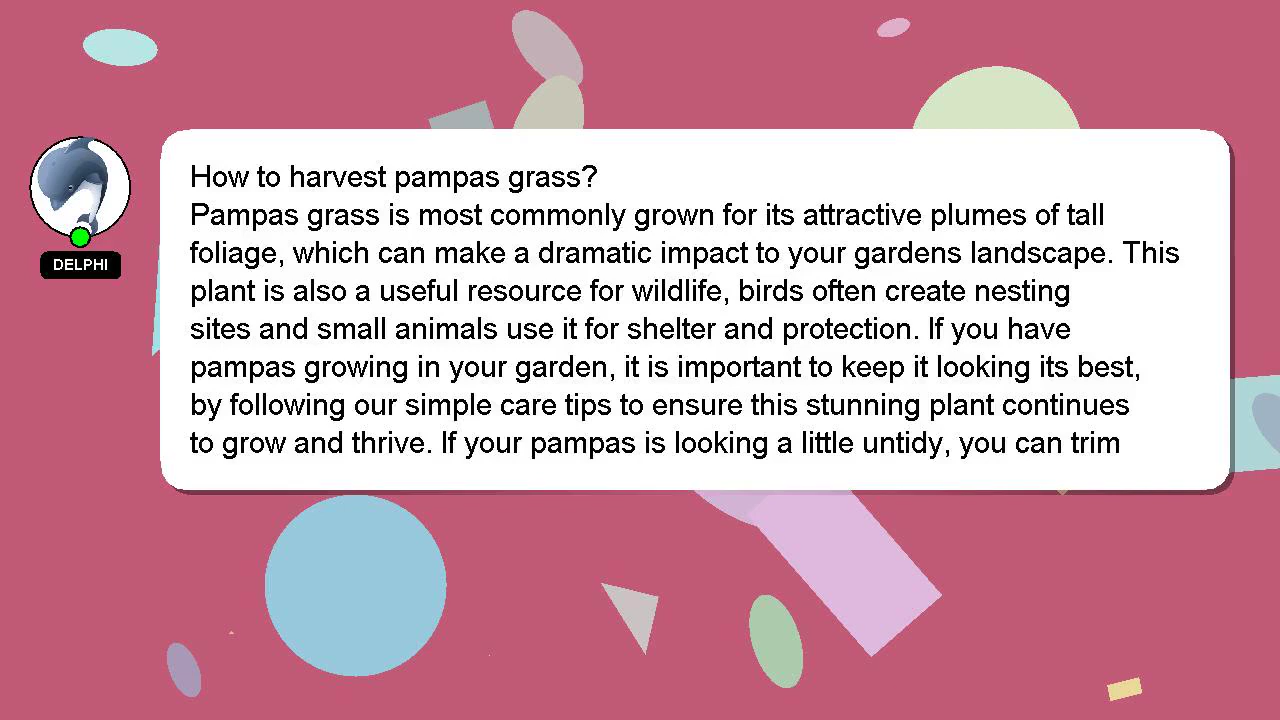 DELPHI
How to harvest pampas grass?
Pampas grass is most commonly grown for its attractive plumes of tall
foliage, which can make a dramatic impact to your gardens landscape. This
plant is also a useful resource for wildlife, birds often create nesting
sites and small animals use it for shelter and protection. If you have
pampas growing in your garden, it is important to keep it looking its best,
by following our simple care tips to ensure this stunning plant continues
to grow and thrive. If your pampas is looking a little untidy, you can trim